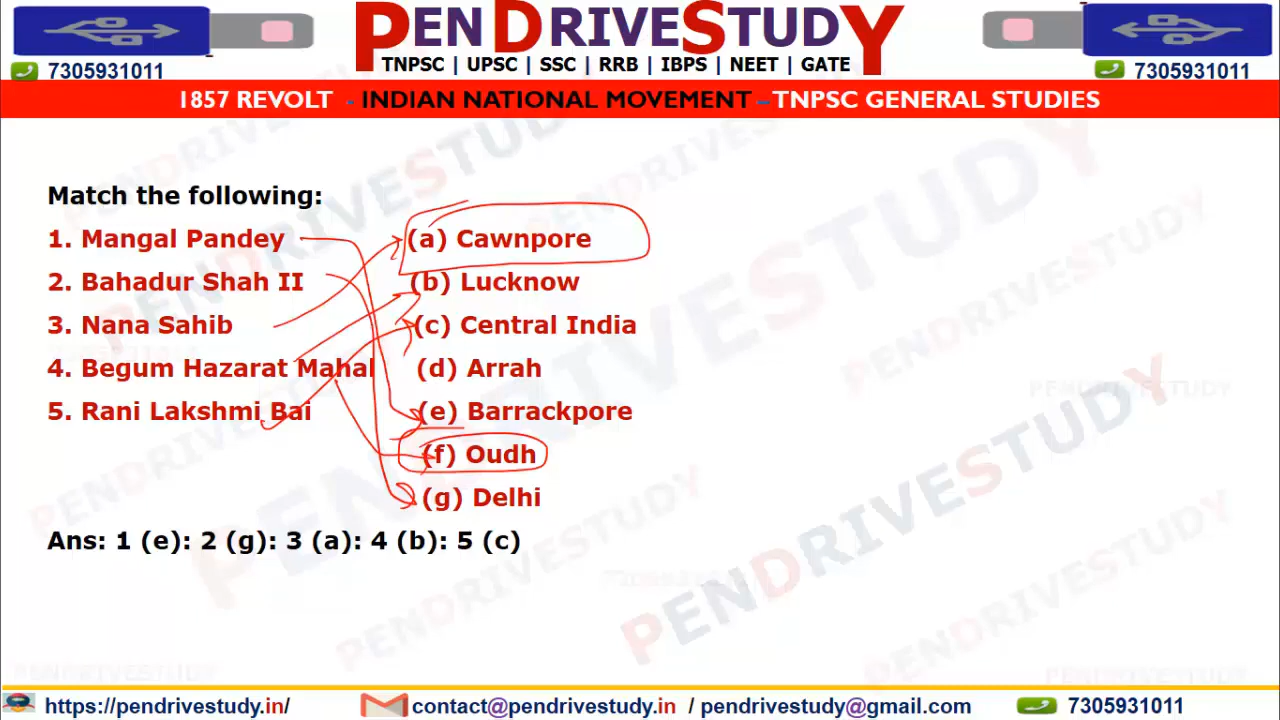 PENDRIVESTUDY
TNPSC | UPSC | SSC | RRB | IBPS | NEET | GATE
7305931011
7305931011
1857 REVOLT - INDIAN NATIONAL MOVEMENT – TNPSC GENERAL STUDIES
Match the following:
1. Mangal Pandey (a) Cawnpore
2. Bahadur Shah II (b) Lucknow
3. Nana Sahib (c) Central India
4. Begum Hazarat Mahal (d) Arrah
5. Rani Lakshmi Bai (e) Barrackpore
(f) Oudh
(g) Delhi
Ans: 1 (e): 2 (g): 3 (a): 4 (b): 5 (c)
https://pendrivestudy.in/ contact@pendrivestudy.in / pendrivestudy@gmail.com 7305931011